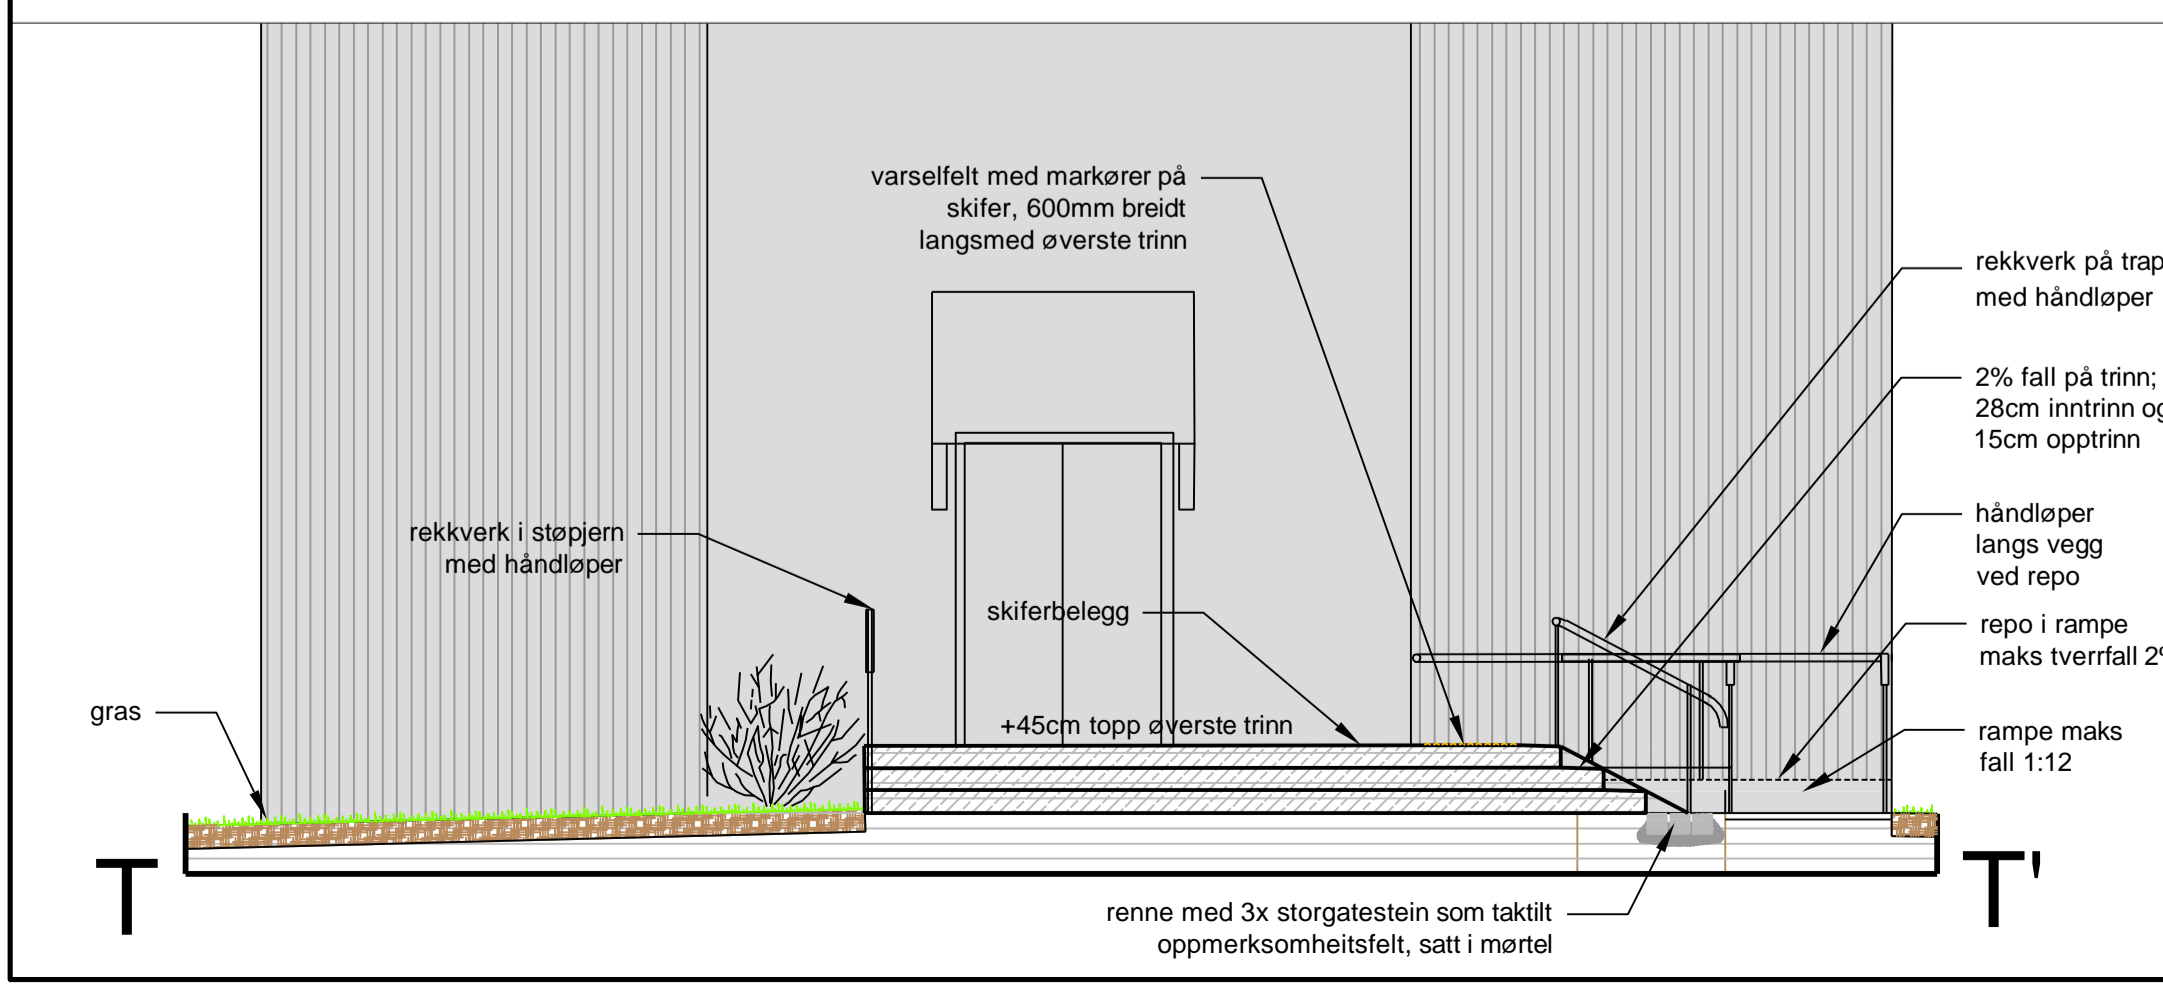 varselfelt med markører på
skifer, 600mm breidt
langsmed øverste trinn
rekkverk på trap
med håndløper
2% fall på trinn;
28cm inntrinn og
15cm opptrinn
rekkverk i støpjern
med håndløper
håndløper
langs vegg
ved repo
skiferbelegg
repo i rampe
maks tverrfall 2%
gras
+45cm topp øverste trinn
rampe maks
fall 1:12
T
T'
renne med 3x storgatestein som taktilt
oppmerksomheitsfelt, satt i mørtel